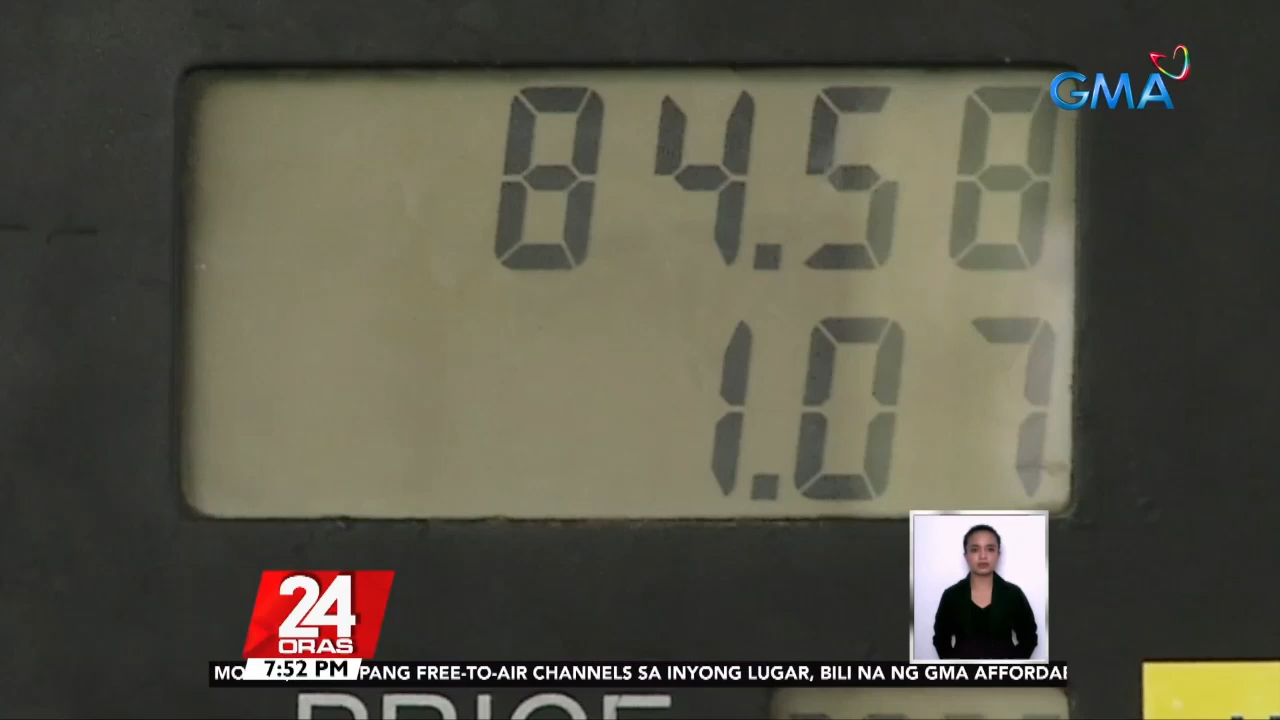 GMA
84.58
1.07
24
ORAS
7:52 PM
PANG FREE-TO-AIR CHANNELS SA INYONG LUGAR, BILI NA NG GMA
PRICE